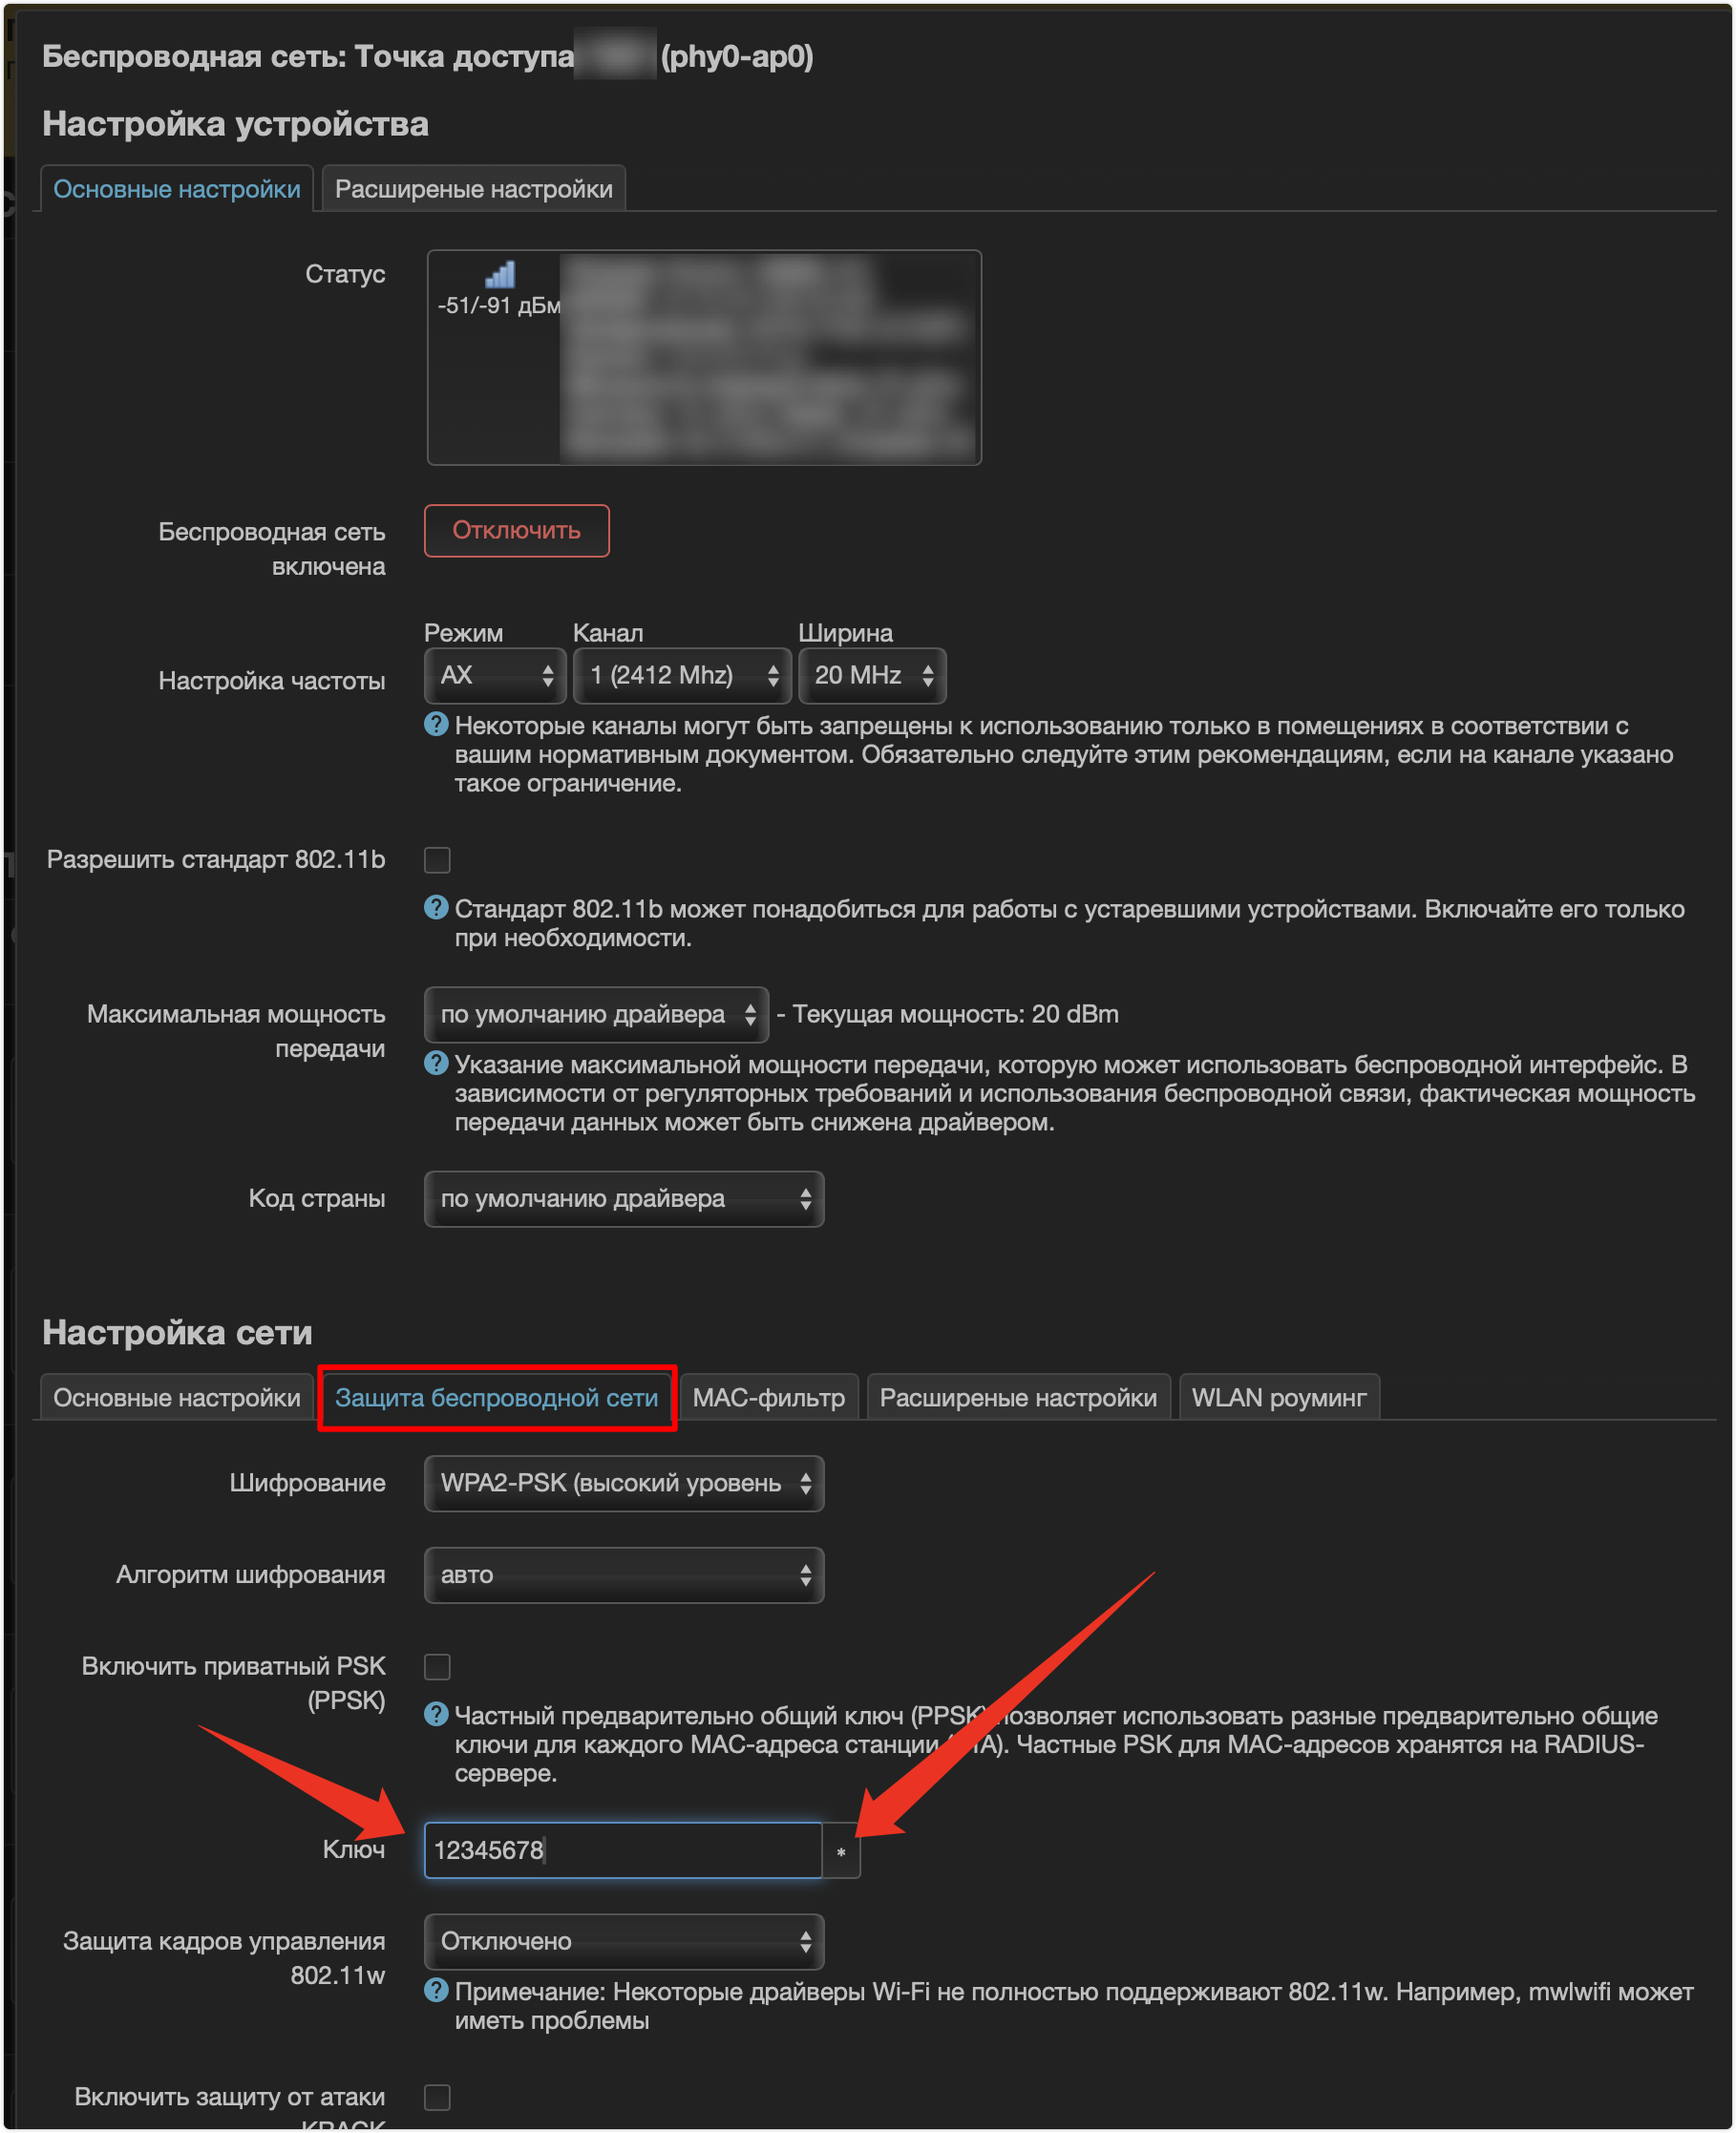 Беспроводная сеть: Точка доступа (phy0-ap0)
Настройка устройства
Основные настройки
Расширеные настройки
Статус
-51/-91 дБм
Беспроводная сеть
включена
Отключить
Режим
Канал
Ширина
Настройка частоты
AX
1 (2412 Mhz)
20 MHz
Некоторые каналы могут быть запрещены к использованию только в помещениях в соответствии с
вашим нормативным документом. Обязательно следуйте этим рекомендациям, если на канале указано
такое ограничение.
Разрешить стандарт 802.11b
Стандарт 802.11b может понадобиться для работы с устаревшими устройствами. Включайте его только
при необходимости.
Максимальная мощность
передачи
по умолчанию драйвера
- Текущая мощность: 20 dBm
Указание максимальной мощности передачи, которую может использовать беспроводной интерфейс. В
зависимости от регуляторных требований и использования беспроводной связи, фактическая мощность
передачи данных может быть снижена драйвером.
Код страны
по умолчанию драйвера
Настройка сети
Основные настройки
Защита беспроводной сети
MAC-фильтр
Расширеные настройки
WLAN роуминг
Шифрование
WPA2-PSK (высокий уровень
Алгоритм шифрования
авто
Включить приватный PSK
(PPSK)
Частный предварительно общий ключ (PPSK) позволяет использовать разные предварительно общие
ключи для каждого MAC-адреса станции Частные PSK для MAC-адресов хранятся на RADIUS-
сервере.
Ключ
12345678
*
Защита кадров управления
802.11w
Отключено
Примечание: Некоторые драйверы Wi-Fi не полностью поддерживают 802.11w. Например, mwlwifi может
иметь проблемы
Включить защиту от атаки
KRACK